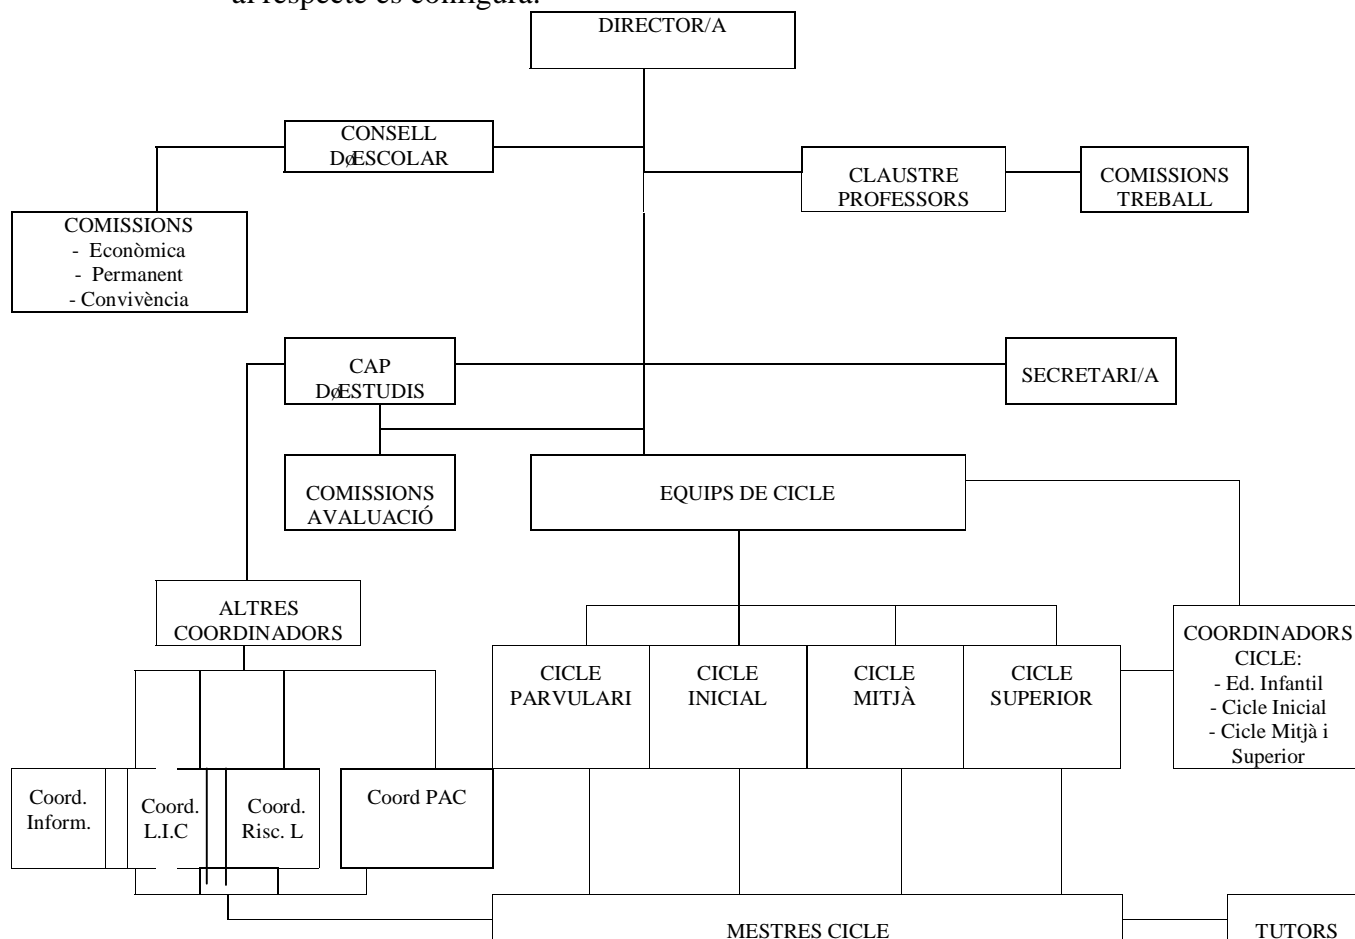 al respecte es configura:
DIRECTOR/A
CONSELL
DøESCOLAR
CLAUSTRE
PROFESSORS
COMISSIONS
TREBALL
COMISSIONS
- Econòmica
- Permanent
- Convivència
CAP
DøESTUDIS
SECRETARI/A
COMISSIONS
AVALUACIÓ
EQUIPS DE CICLE
ALTRES
COORDINADORS
CICLE
PARVULARI
CICLE
INICIAL
CICLE
MITJÀ
CICLE
SUPERIOR
COORDINADORS
CICLE:
- Ed. Infantil
- Cicle Inicial
- Cicle Mitjà i
Superior
Coord.
Inform.
Coord.
L.I.C
Coord.
Risc. L
Coord PAC
MESTRES CICLE
TUTORS